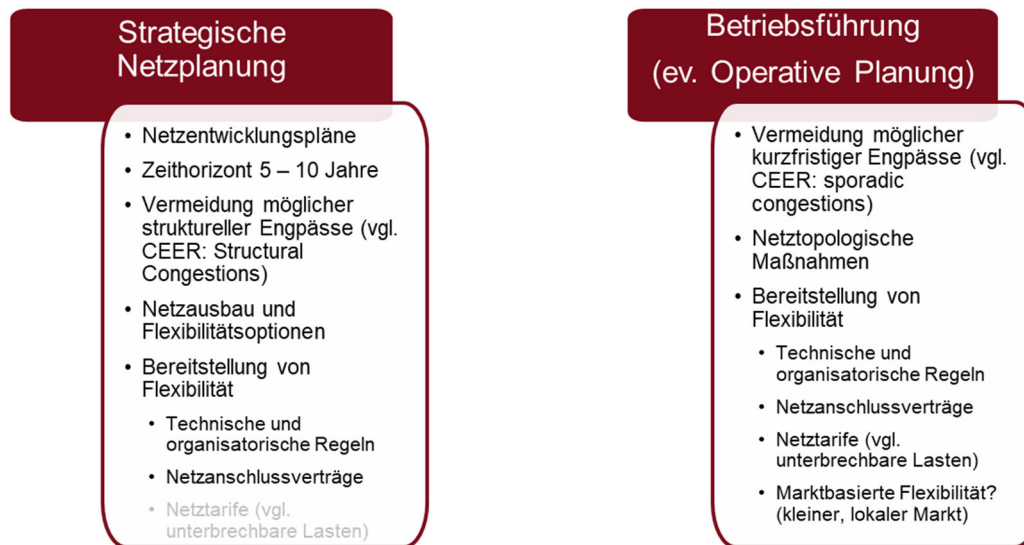 Strategische
Netzplanung
• Netzentwicklungspläne
• Zeithorizont 5 – 10 Jahre
• Vermeidung möglicher
struktureller Engpässe (vgl.
CEER: Structural
Congestions)
• Netzausbau und
Flexibilitätsoptionen
• Bereitstellung von
Flexibilität
• Technische und
organisatorische Regeln
• Netzanschlussverträge
• Netztarife (vgl.
unterbrechbare Lasten)
Betriebsführung
(ev. Operative Planung)
• Vermeidung möglicher
kurzfristiger Engpässe (vgl.
CEER: sporadic
congestions)
• Netztopologische
Maßnahmen
• Bereitstellung von
Flexibilität
• Technische und
organisatorische Regeln
• Netzanschlussverträge
• Netztarife (vgl.
unterbrechbare Lasten)
• Marktbasierte Flexibilität?
(kleiner, lokaler Markt)